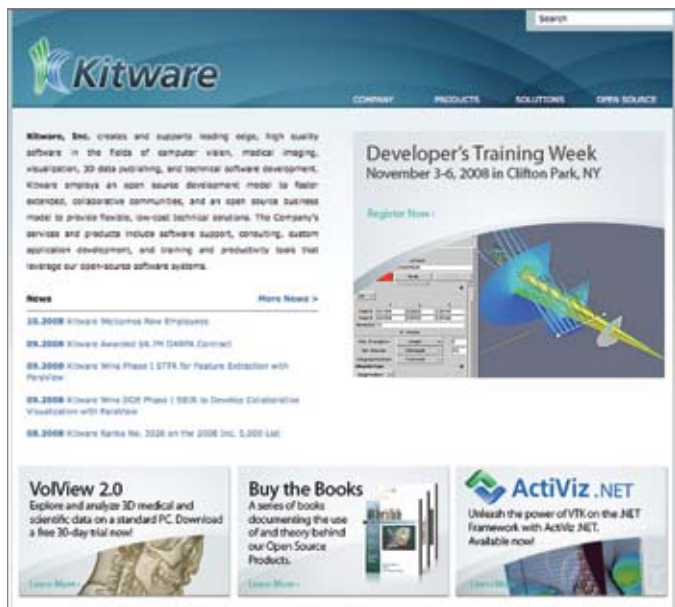 Search
Kitware
COMPANY PRODUCTS SOLUTIONS OPEN SOURCE
Kitware, Inc. creates and supports leading edge, high quality
software in the fields of computer vision, medical imaging,
visualization, 3D data publishing, and technical software development.
Kitware employs an open source development model to foster
extended, collaborative communities, and an open source business
model to provide flexible, low-cost technical solutions. The Company's
services and products include software support, consulting, custom
application development, and training and productivity tools that
leverage our open-source software systems.
News More News >
10.2008 Kitware Welcomes New Employees
09.2008 Kitware Awarded $6.7M DARPA Contract
09.2008 Kitware Wins Phase I STTR for Feature Extraction with
ParaView
09.2008 Kitware Wins DOE Phase I SBIR to Develop Collaborative
Visualization with ParaView
08.2008 Kitware Ranks No. 3026 on the 2008 Inc. 5,000 List
Developer's Training Week
November 3-6, 2008 in Clifton Park, NY
Register Now ›
VolView 2.0
Explore and analyze 3D medical and
scientific data on a standard PC. Download
a free 30-day trial now!
Learn More ›
Buy the Books
A series of books
documenting the use
of and theory behind
our Open Source
Products.
Learn More ›
ActiViz .NET
Unleash the power of VTK on the .NET
Framework with ActiViz .NET.
Available now!
Learn More